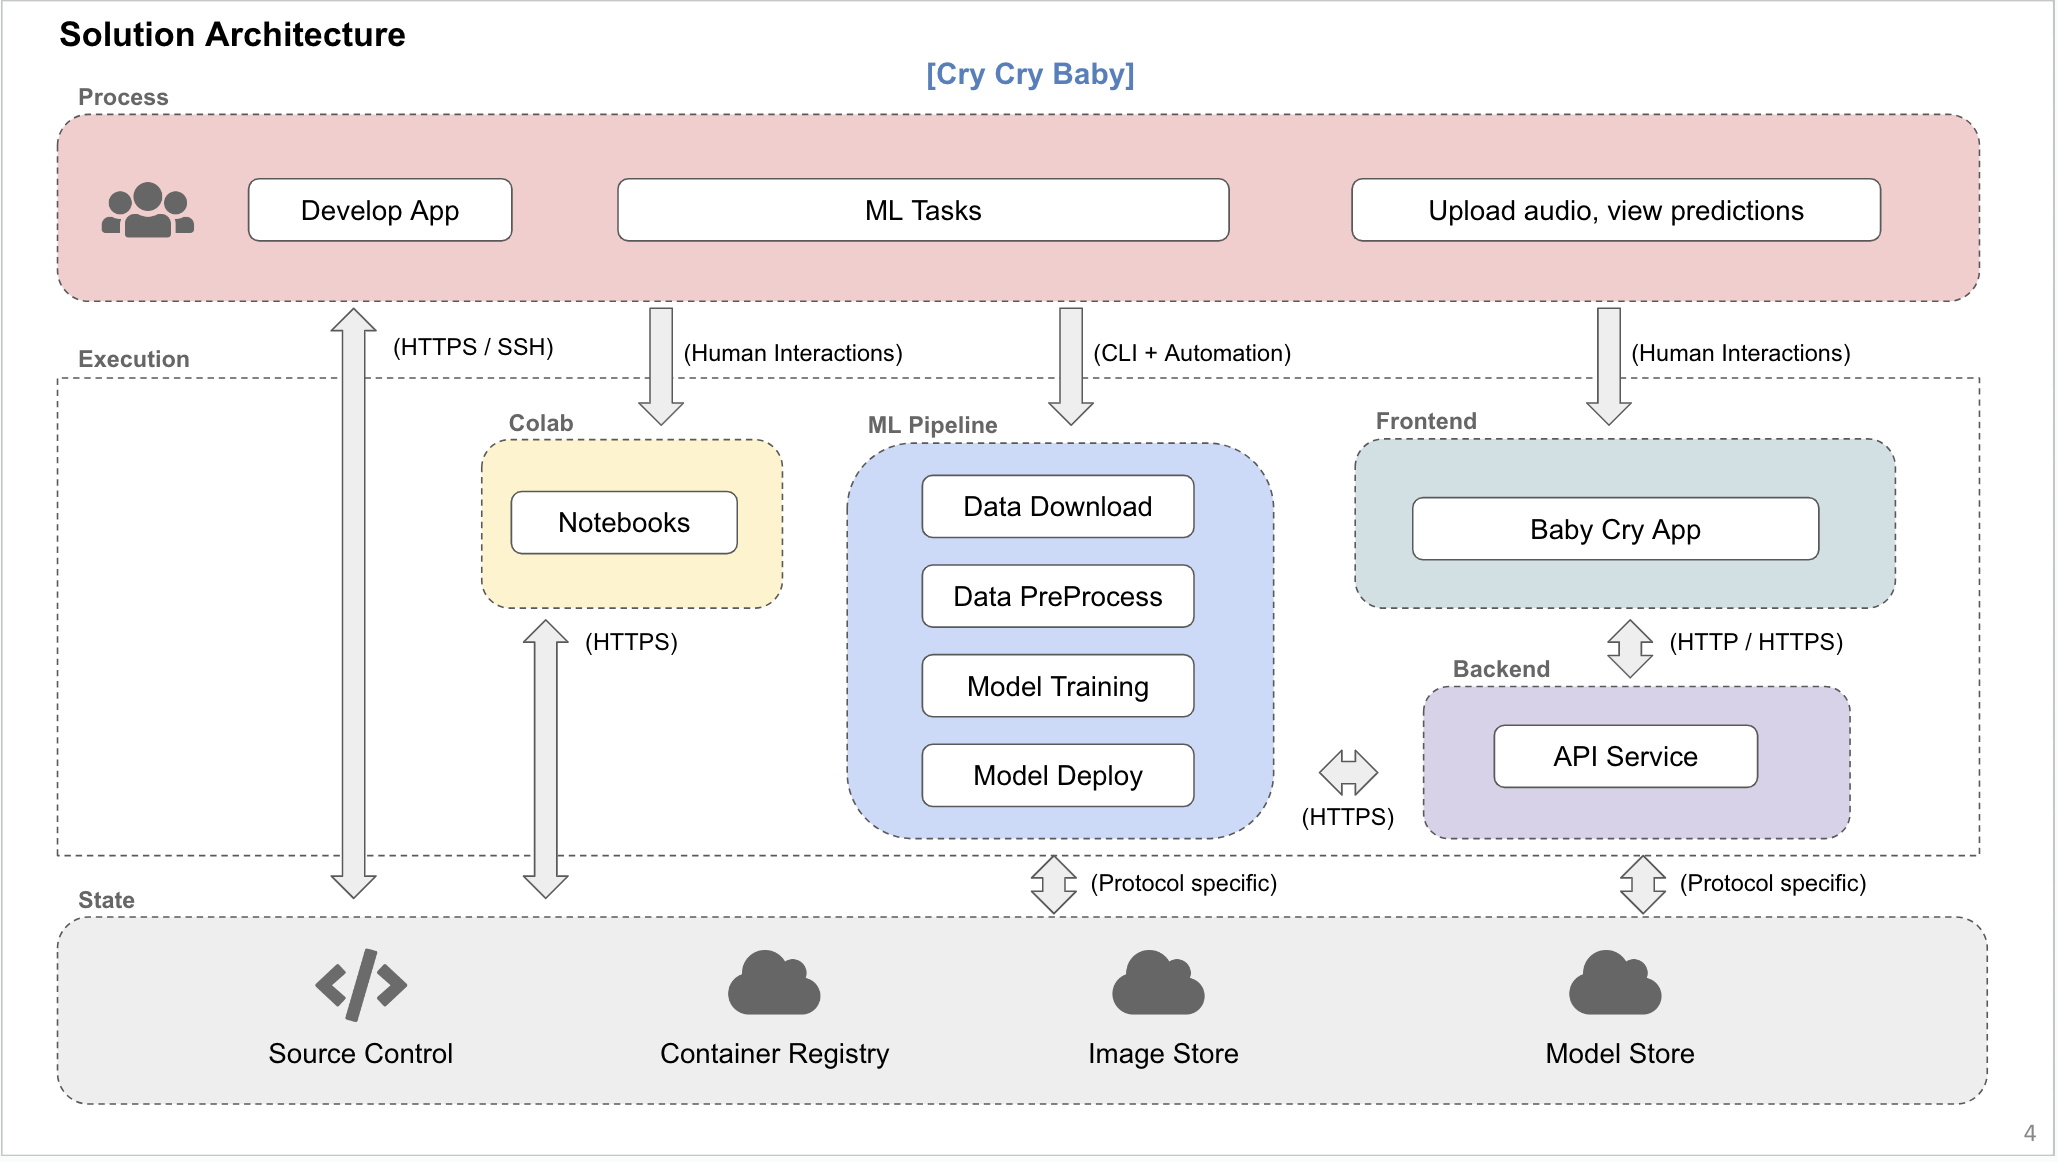 Solution Architecture
[Cry Cry Baby]
Process
Develop App
ML Tasks
Upload audio, view predictions
(HTTPS / SSH)
(Human Interactions)
(CLI + Automation)
(Human Interactions)
Execution
Colab
ML Pipeline
Frontend
Notebooks
Data Download
Baby Cry App
Data PreProcess
(HTTPS)
(HTTP / HTTPS)
Backend
Model Training
API Service
Model Deploy
(HTTPS)
(Protocol specific)
(Protocol specific)
State
Source Control
Container Registry
Image Store
Model Store
4